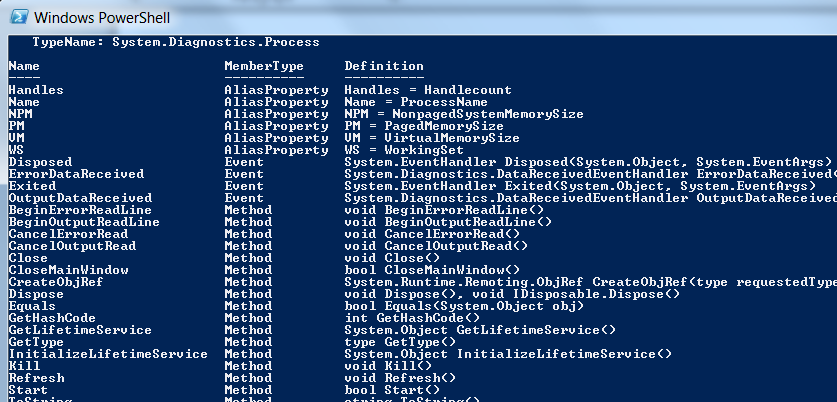 Windows PowerShell
TypeName: System.Diagnostics.Process
Name MemberType Definition
---- ---------- ----------
Handles AliasProperty Handles = Handlecount
Name AliasProperty Name = ProcessName
NPM AliasProperty NPM = NonpagedSystemMemorySize
PM AliasProperty PM = PagedMemorySize
VM AliasProperty VM = VirtualMemorySize
WS AliasProperty WS = WorkingSet
Disposed Event System.EventHandler Disposed(System.Object, System.EventArgs)
ErrorDataReceived Event System.Diagnostics.DataReceivedEventHandler ErrorDataReceived(
Exited Event System.EventHandler Exited(System.Object, System.EventArgs)
OutputDataReceived Event System.Diagnostics.DataReceivedEventHandler OutputDataReceived
BeginErrorReadLine Method void BeginErrorReadLine()
BeginOutputReadLine Method void BeginOutputReadLine()
CancelErrorRead Method void CancelErrorRead()
CancelOutputRead Method void CancelOutputRead()
Close Method void Close()
CloseMainWindow Method bool CloseMainWindow()
CreateObjRef Method System.Runtime.Remoting.ObjRef CreateObjRef(type requestedType
Dispose Method void Dispose(), void IDisposable.Dispose()
Equals Method bool Equals(System.Object obj)
GetHashCode Method int GetHashCode()
GetLifetimeService Method System.Object GetLifetimeService()
GetType Method type GetType()
InitializeLifetimeService Method System.Object InitializeLifetimeService()
Kill Method void Kill()
Refresh Method void Refresh()
Start Method bool Start()
ToString Method string ToString()